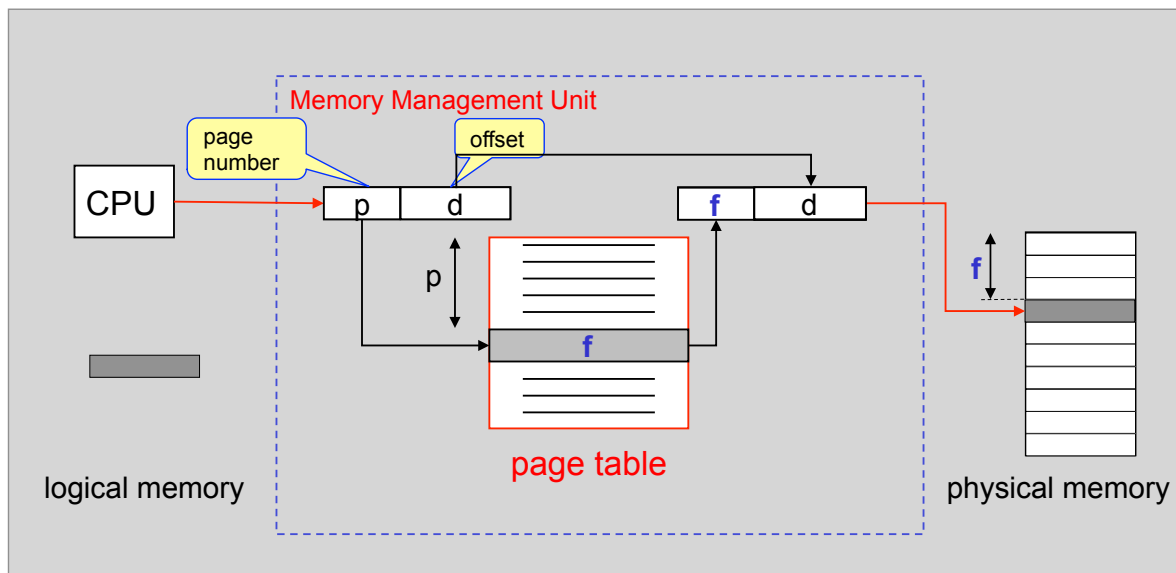 Memory Management Unit
page
number
offset
CPU
p
d
f
d
p
f
f
page table
logical memory
physical memory